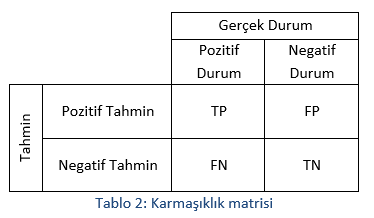 Gerçek Durum
Pozitif Durum
Negatif Durum
Tahmin
Pozitif Tahmin
TP
FP
Negatif Tahmin
FN
TN
Tablo 2: Karmaşıklık matrisi